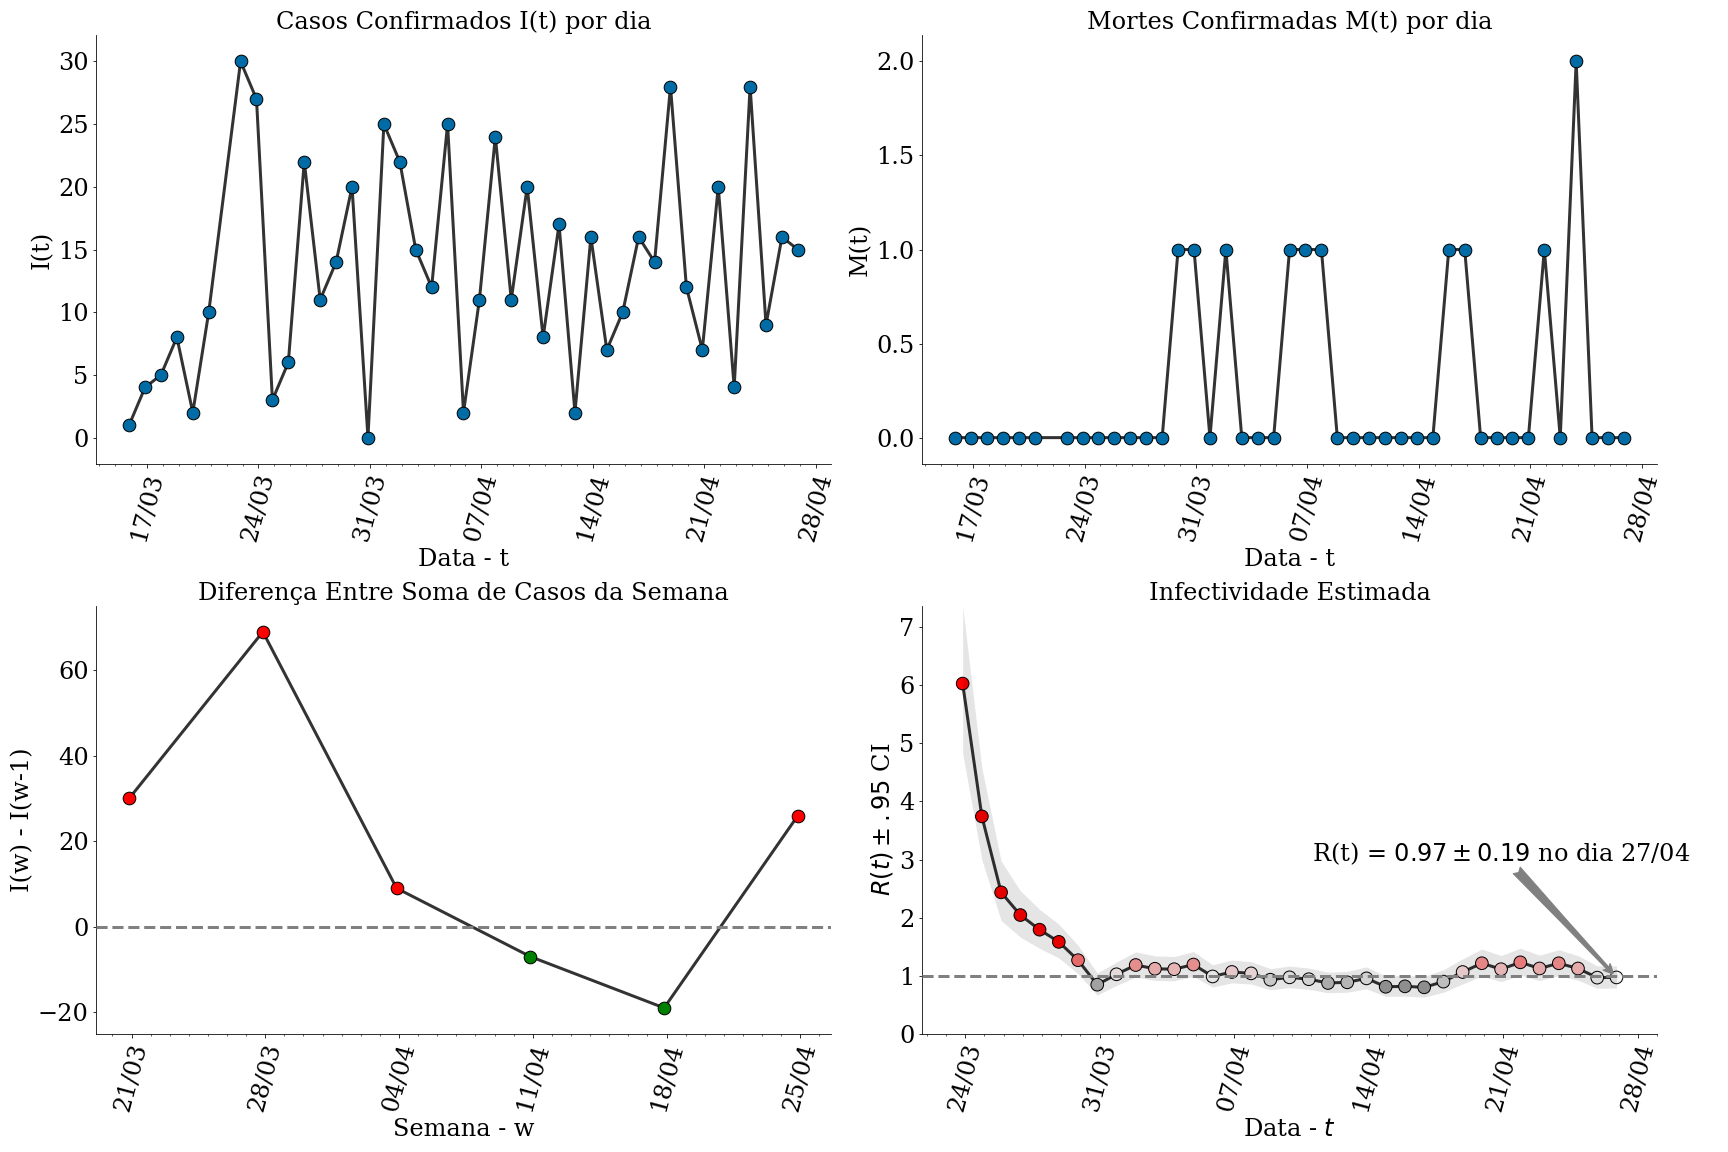 Casos Confirmados I(t) por dia
I(t)
30
25
20
15
10
5
0
17/03 24/03 31/03 07/04 14/04 21/04 28/04
Data - t
Mortes Confirmadas M(t) por dia
M(t)
2.0
1.5
1.0
0.5
0.0
17/03 24/03 31/03 07/04 14/04 21/04 28/04
Data - t
Diferença Entre Soma de Casos da Semana
I(w) - I(w-1)
60
40
20
0
−20
21/03 28/03 04/04 11/04 18/04 25/04
Semana - w
Infectividade Estimada
R(t) ± .95 CI
7
6
5
4
3
2
1
0
R(t) = 0.97 ± 0.19 no dia 27/04
24/03 31/03 07/04 14/04 21/04 28/04
Data - t